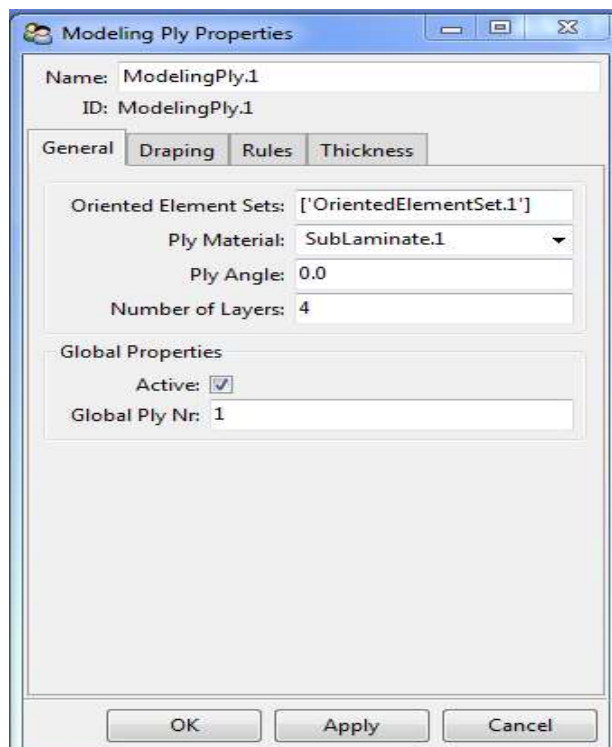 Modeling Ply Properties
Name: ModelingPly.1
ID: ModelingPly.1
General Draping Rules Thickness
Oriented Element Sets: ['OrientedElementSet.1']
Ply Material: SubLaminate.1
Ply Angle: 0.0
Number of Layers: 4
Global Properties
Active:
Global Ply Nr: 1
OK Apply Cancel